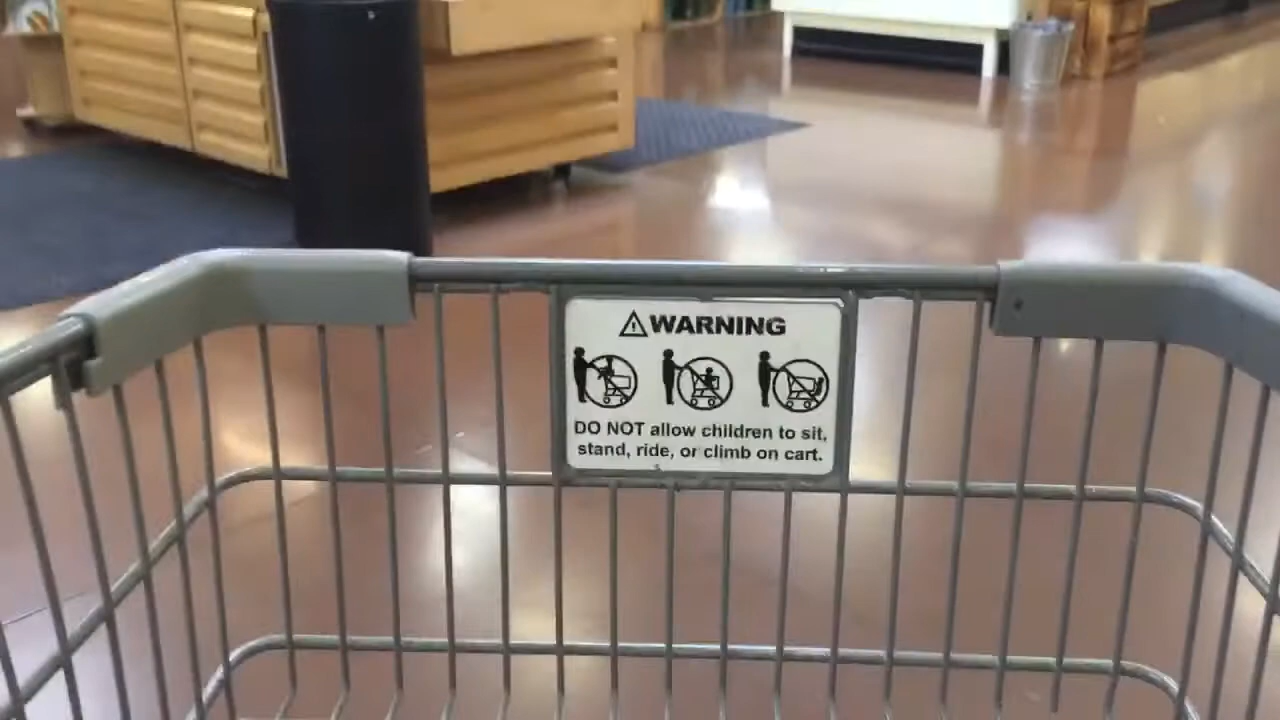 WARNING
DO NOT allow children to sit,
stand, ride, or climb on cart.